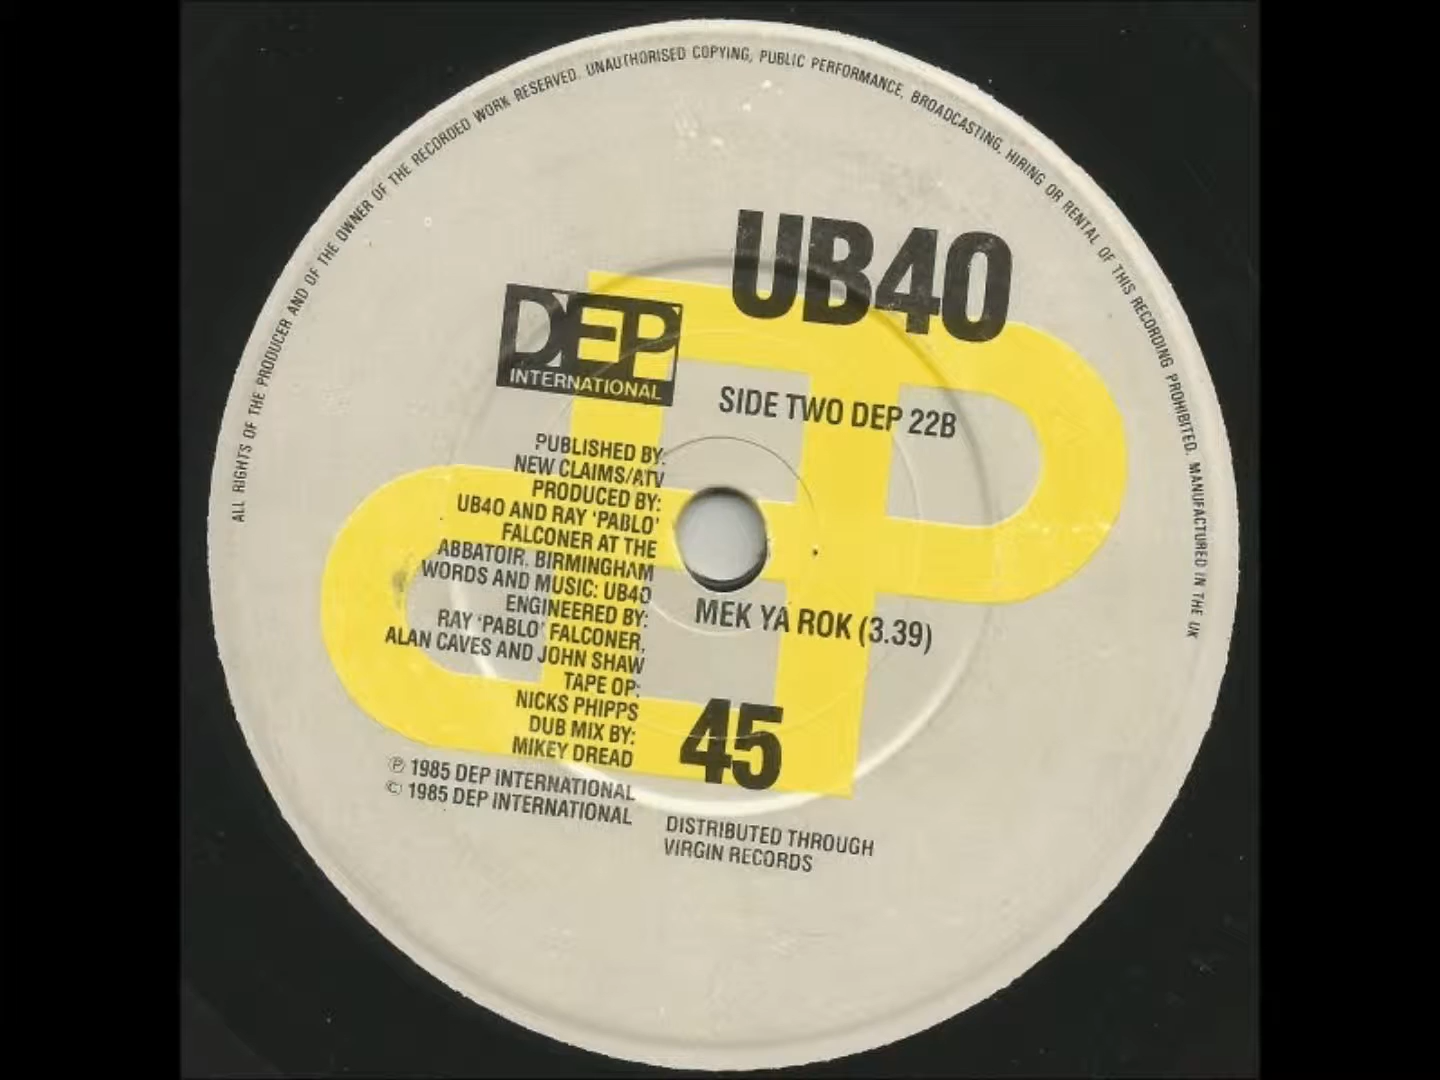 ALL RIGHTS OF THE PRODUCER AND OF THE OWNER OF THE RECORDED WORK RESERVED. UNAUTHORISED COPYING, PUBLIC PERFORMANCE, BROADCASTING, HIRING OR RENTAL OF THIS RECORDING PROHIBITED. MANUFACTURED IN THE UK
UB40
DEP
INTERNATIONAL
SIDE TWO DEP 22B
PUBLISHED BY:
NEW CLAIMS/ATV
PRODUCED BY:
UB40 AND RAY 'PABLO'
FALCONER AT THE
ABBATOIR. BIRMINGHAM
WORDS AND MUSIC: UB40
ENGINEERED BY:
RAY 'PABLO' FALCONER,
ALAN CAVES AND JOHN SHAW
TAPE OP:
NICKS PHIPPS
DUB MIX BY:
MIKEY DREAD
℗ 1985 DEP INTERNATIONAL
© 1985 DEP INTERNATIONAL
MEK YA ROK (3.39)
45
DISTRIBUTED THROUGH
VIRGIN RECORDS